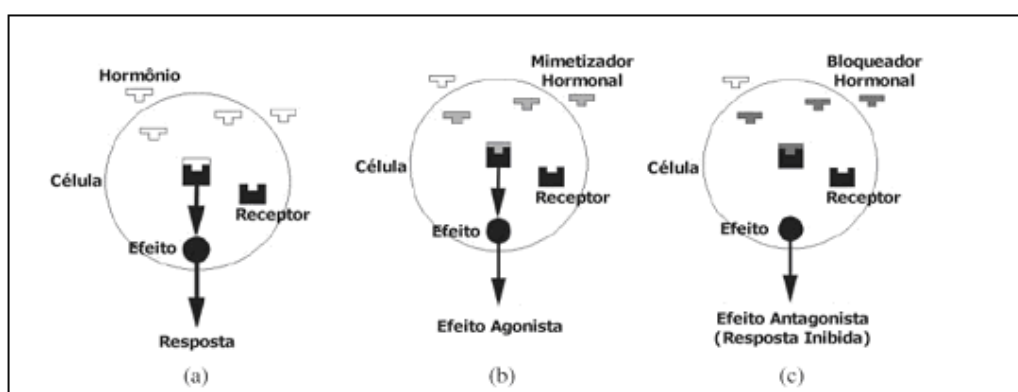 Hormônio
Célula
Receptor
Efeito
Resposta
(a)
Mimetizador
Hormonal
Célula
Receptor
Efeito
Efeito Agonista
(b)
Bloqueador
Hormonal
Célula
Receptor
Efeito
Efeito Antagonista
(Resposta Inibida)
(c)